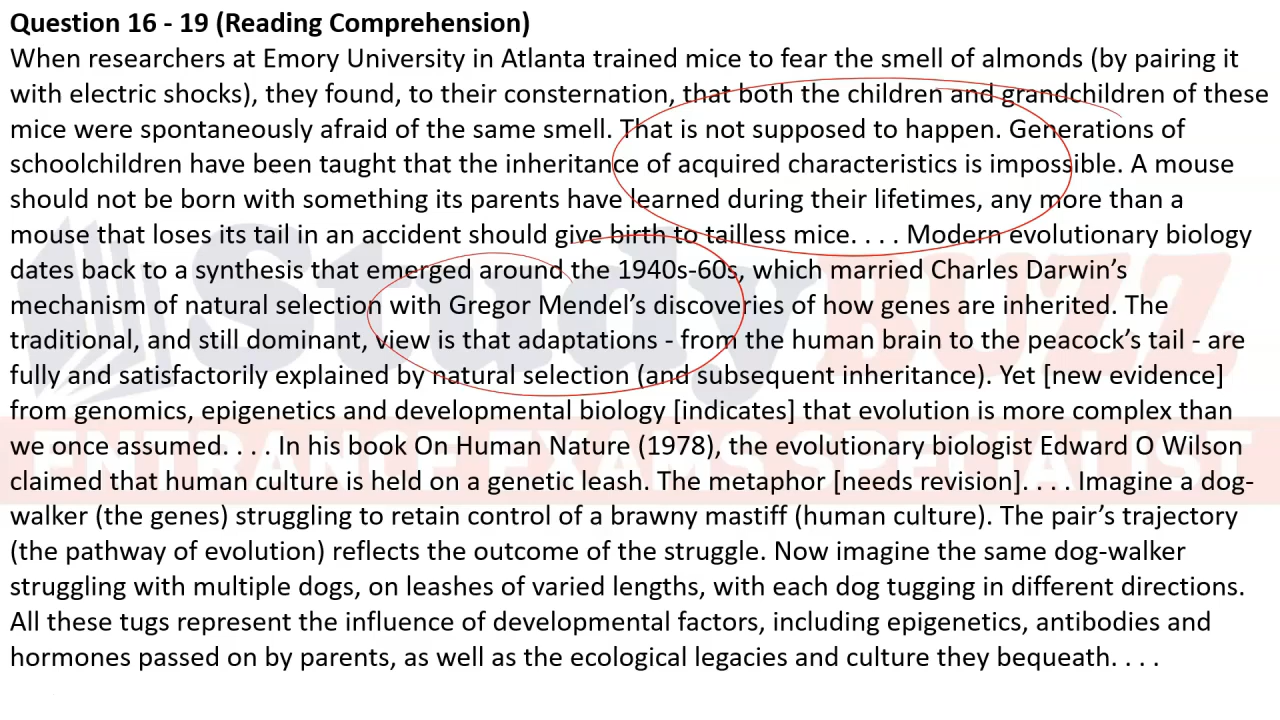 Question 16 - 19 (Reading Comprehension)
When researchers at Emory University in Atlanta trained mice to fear the smell of almonds (by pairing it
with electric shocks), they found, to their consternation, that both the children and grandchildren of these
mice were spontaneously afraid of the same smell. That is not supposed to happen. Generations of
schoolchildren have been taught that the inheritance of acquired characteristics is impossible. A mouse
should not be born with something its parents have learned during their lifetimes, any more than a
mouse that loses its tail in an accident should give birth to tailless mice. . . . Modern evolutionary biology
dates back to a synthesis that emerged around the 1940s-60s, which married Charles Darwin’s
mechanism of natural selection with Gregor Mendel’s discoveries of how genes are inherited. The
traditional, and still dominant, view is that adaptations - from the human brain to the peacock’s tail - are
fully and satisfactorily explained by natural selection (and subsequent inheritance). Yet [new evidence]
from genomics, epigenetics and developmental biology [indicates] that evolution is more complex than
we once assumed. . . . In his book On Human Nature (1978), the evolutionary biologist Edward O Wilson
claimed that human culture is held on a genetic leash. The metaphor [needs revision]. . . . Imagine a dog-
walker (the genes) struggling to retain control of a brawny mastiff (human culture). The pair’s trajectory
(the pathway of evolution) reflects the outcome of the struggle. Now imagine the same dog-walker
struggling with multiple dogs, on leashes of varied lengths, with each dog tugging in different directions.
All these tugs represent the influence of developmental factors, including epigenetics, antibodies and
hormones passed on by parents, as well as the ecological legacies and culture they bequeath. . . .
Study BUZZ
ENTRANCE EXAMS SPECIALIST